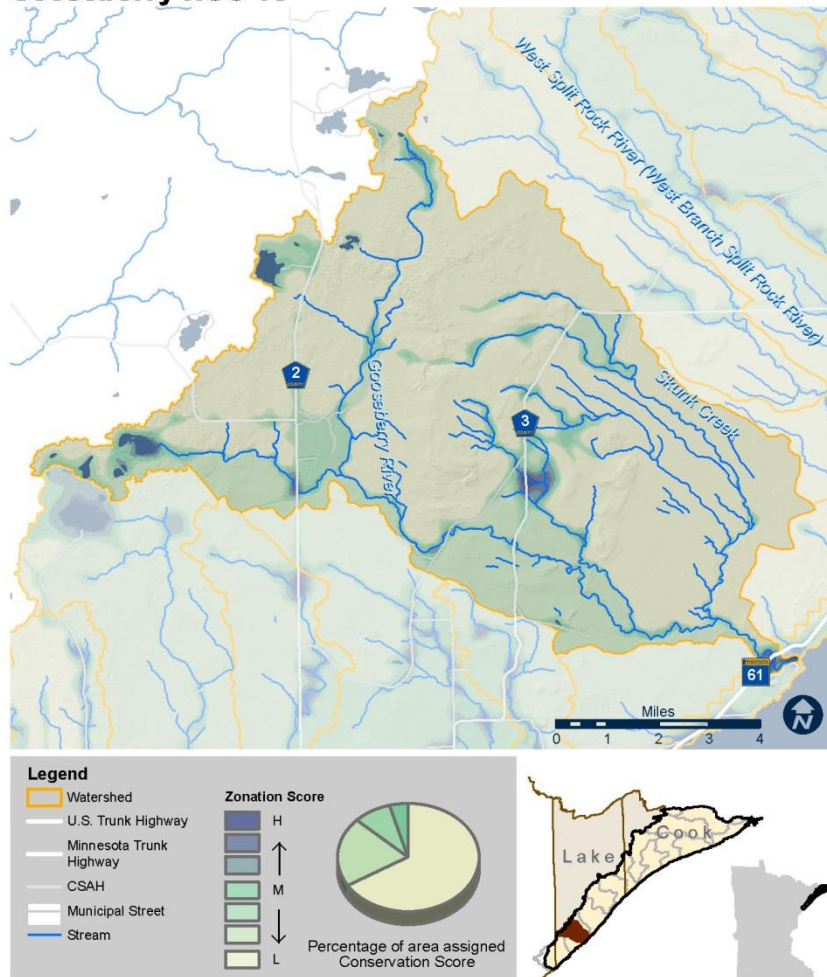 West Split Rock River (West Branch Split Rock River)
2
COUNTY
Gooseberry River
3
COUNTY
Skunk Creek
61
Miles
0 1 2 3 4
N
Legend
Watershed
U.S. Trunk Highway
Minnesota Trunk
Highway
CSAH
Municipal Street
Stream
Zonation Score
H
M
L
Percentage of area assigned
Conservation Score
Lake
Cook